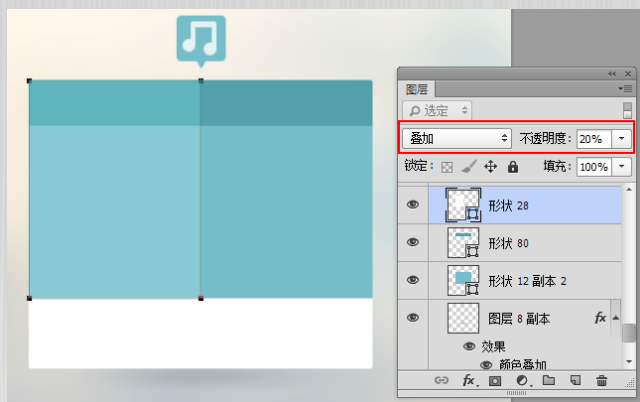 图层
选定
叠加 不透明度: 20%
锁定: 填充: 100%
形状 28
形状 80
形状 12 副本 2
图层 8 副本 fx
效果
颜色叠加
fx.